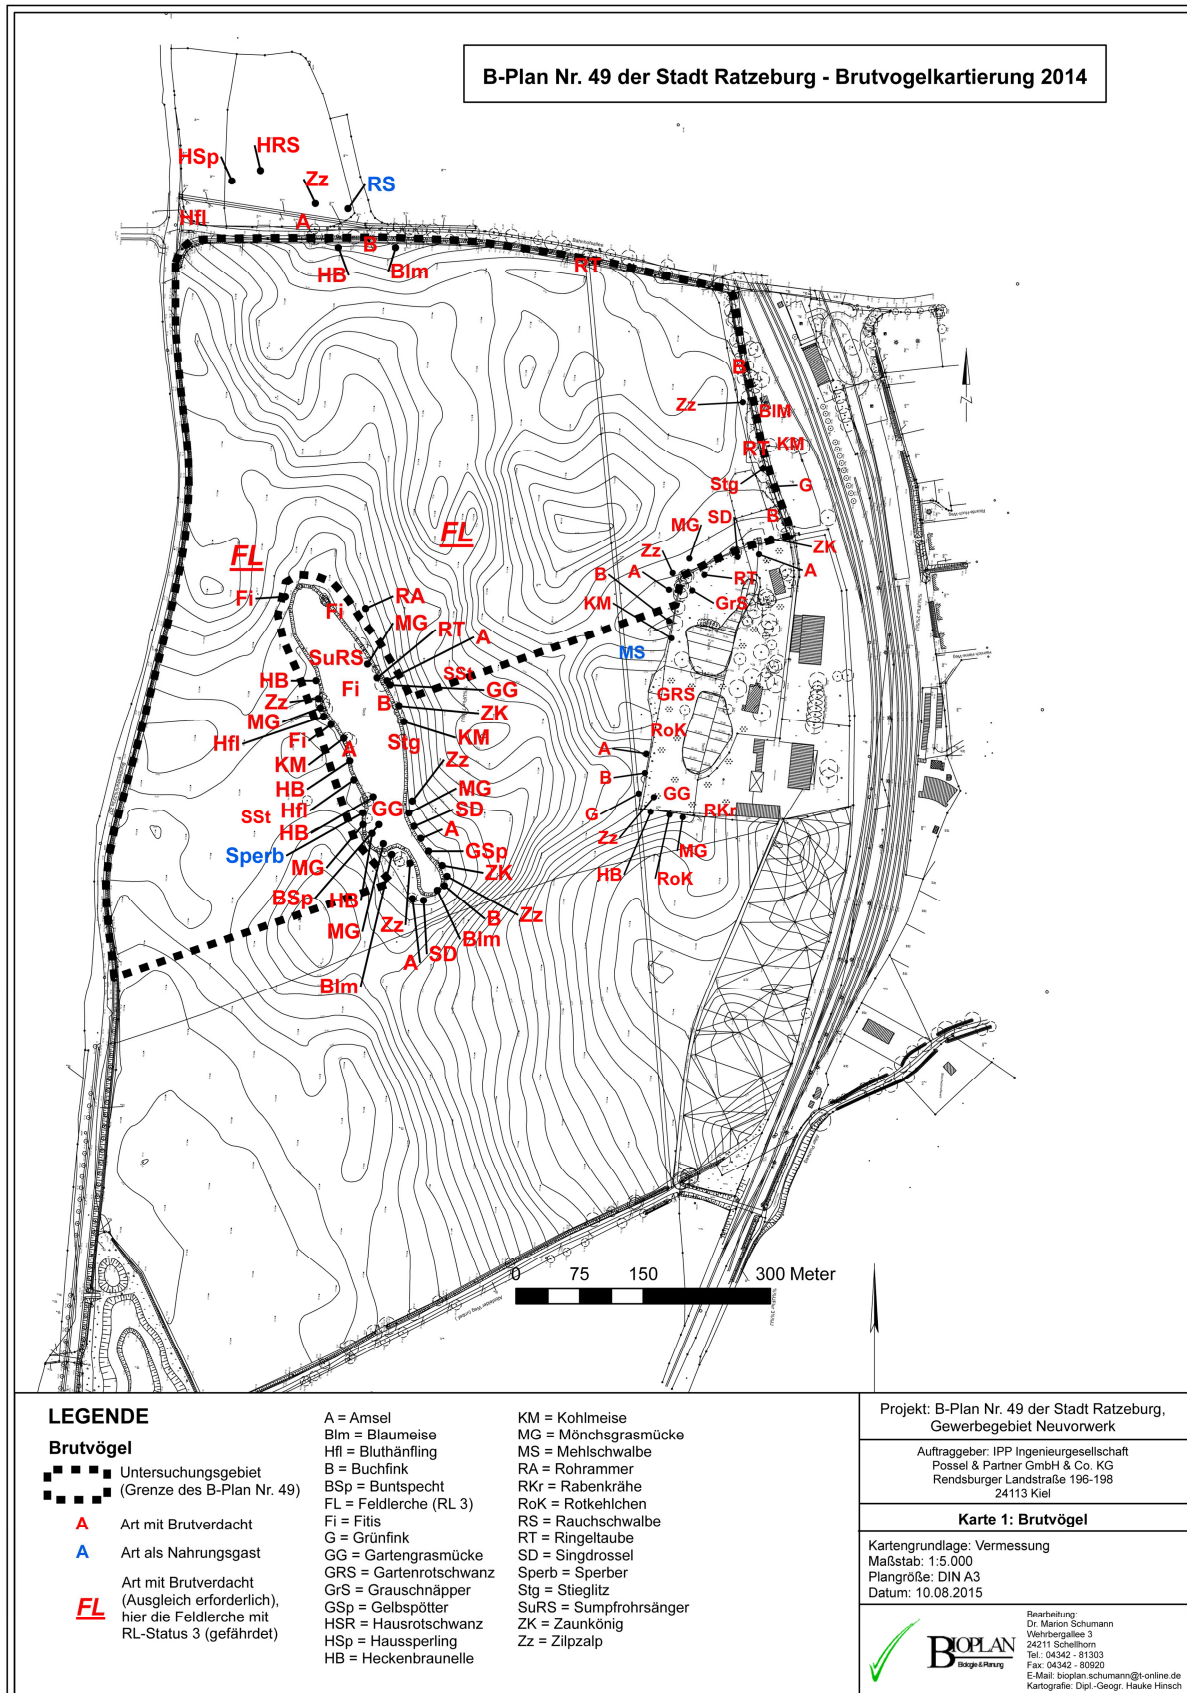 B-Plan Nr. 49 der Stadt Ratzeburg - Brutvogelkartierung 2014
HRS
HSp
Zz
RS
Hfl
A
B
HB
Blm
RT
B
Zz
BlM
RT
KM
Stg
G
B
SD
MG
ZK
Zz
A
RT
A
B
GrS
KM
MS
FL
FL
Fi
Fi
RA
MG
RT
A
SuRS
SSt
Fi
GG
HB
B
ZK
Zz
MG
Stg
KM
Hfl
Fi
A
KM
Zz
HB
MG
Hfl
GG
SD
SSt
HB
A
Sperb
GSp
MG
ZK
BSp
HB
Zz
B
MG
Zz
Blm
SD
A
Blm
GRS
RoK
A
B
GG
G
RKr
Zz
MG
HB
RoK
0 75 150 300 Meter
LEGENDE
Brutvögel
Untersuchungsgebiet
(Grenze des B-Plan Nr. 49)
A Art mit Brutverdacht
A Art als Nahrungsgast
FL Art mit Brutverdacht
(Ausgleich erforderlich),
hier die Feldlerche mit
RL-Status 3 (gefährdet)
A = Amsel
Blm = Blaumeise
Hfl = Bluthänfling
B = Buchfink
BSp = Buntspecht
FL = Feldlerche (RL 3)
Fi = Fitis
G = Grünfink
GG = Gartengrasmücke
GRS = Gartenrotschwanz
GrS = Grauschnäpper
GSp = Gelbspötter
HSR = Hausrotschwanz
HSp = Haussperling
HB = Heckenbraunelle
KM = Kohlmeise
MG = Mönchsgrasmücke
MS = Mehlschwalbe
RA = Rohrammer
RKr = Rabenkrähe
RoK = Rotkehlchen
RS = Rauchschwalbe
RT = Ringeltaube
SD = Singdrossel
Sperb = Sperber
Stg = Stieglitz
SuRS = Sumpfrohrsänger
ZK = Zaunkönig
Zz = Zilpzalp
Projekt: B-Plan Nr. 49 der Stadt Ratzeburg,
Gewerbegebiet Neuvorwerk
Auftraggeber: IPP Ingenieurgesellschaft
Possel & Partner GmbH & Co. KG
Rendsburger Landstraße 196-198
24113 Kiel
Karte 1: Brutvögel
Kartengrundlage: Vermessung
Maßstab: 1:5.000
Plangröße: DIN A3
Datum: 10.08.2015
BIOPLAN
Biologie & Planung
Bearbeitung:
Dr. Marion Schumann
Wehrbergallee 3
24211 Schellhorn
Tel.: 04342 - 81303
Fax: 04342 - 80920
E-Mail: bioplan.schumann@t-online.de
Kartografie: Dipl.-Geogr. Hauke Hinsch